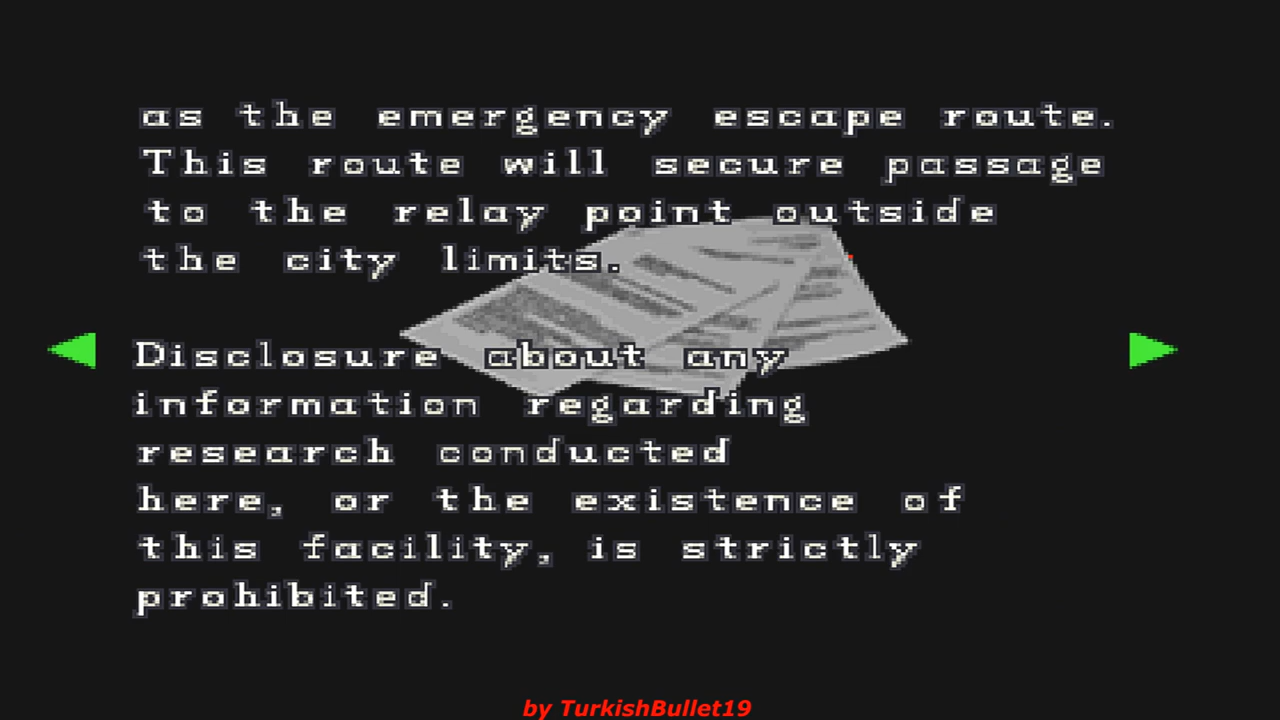 as the emergency escape route.
This route will secure passage
to the relay point outside
the city limits.
Disclosure about any
information regarding
research conducted
here, or the existence of
this facility, is strictly
prohibited.
by TurkishBullet19